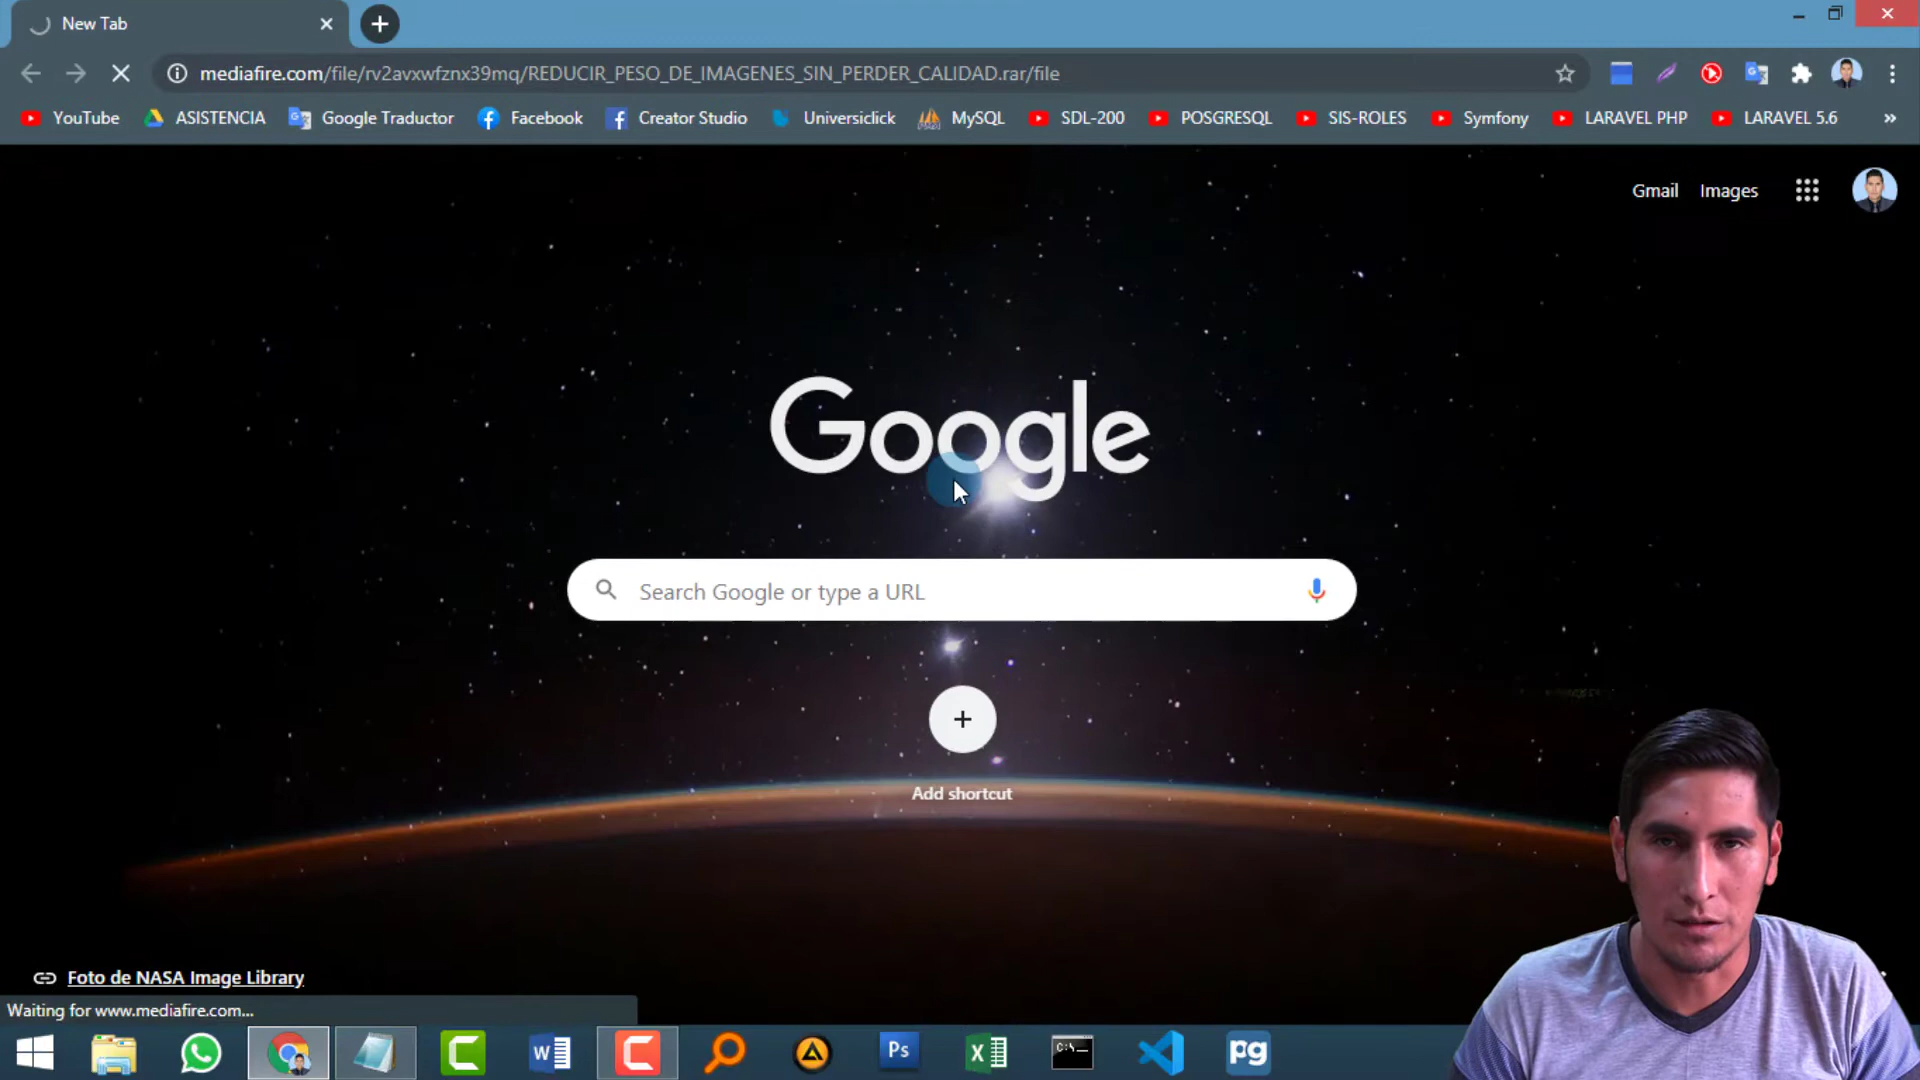 New Tab
mediafire.com/file/rv2avxwfznx39mq/REDUCIR_PESO_DE_IMAGENES_SIN_PERDER_CALIDAD.rar/file
YouTube ASISTENCIA Google Traductor Facebook Creator Studio Universiclick MySQL SDL-200 POSGRESQL SIS-ROLES Symfony LARAVEL PHP LARAVEL 5.6 »
Gmail Images
Google
Search Google or type a URL
Add shortcut
Foto de NASA Image Library
Waiting for www.mediafire.com...
W Ps X C:\ pg